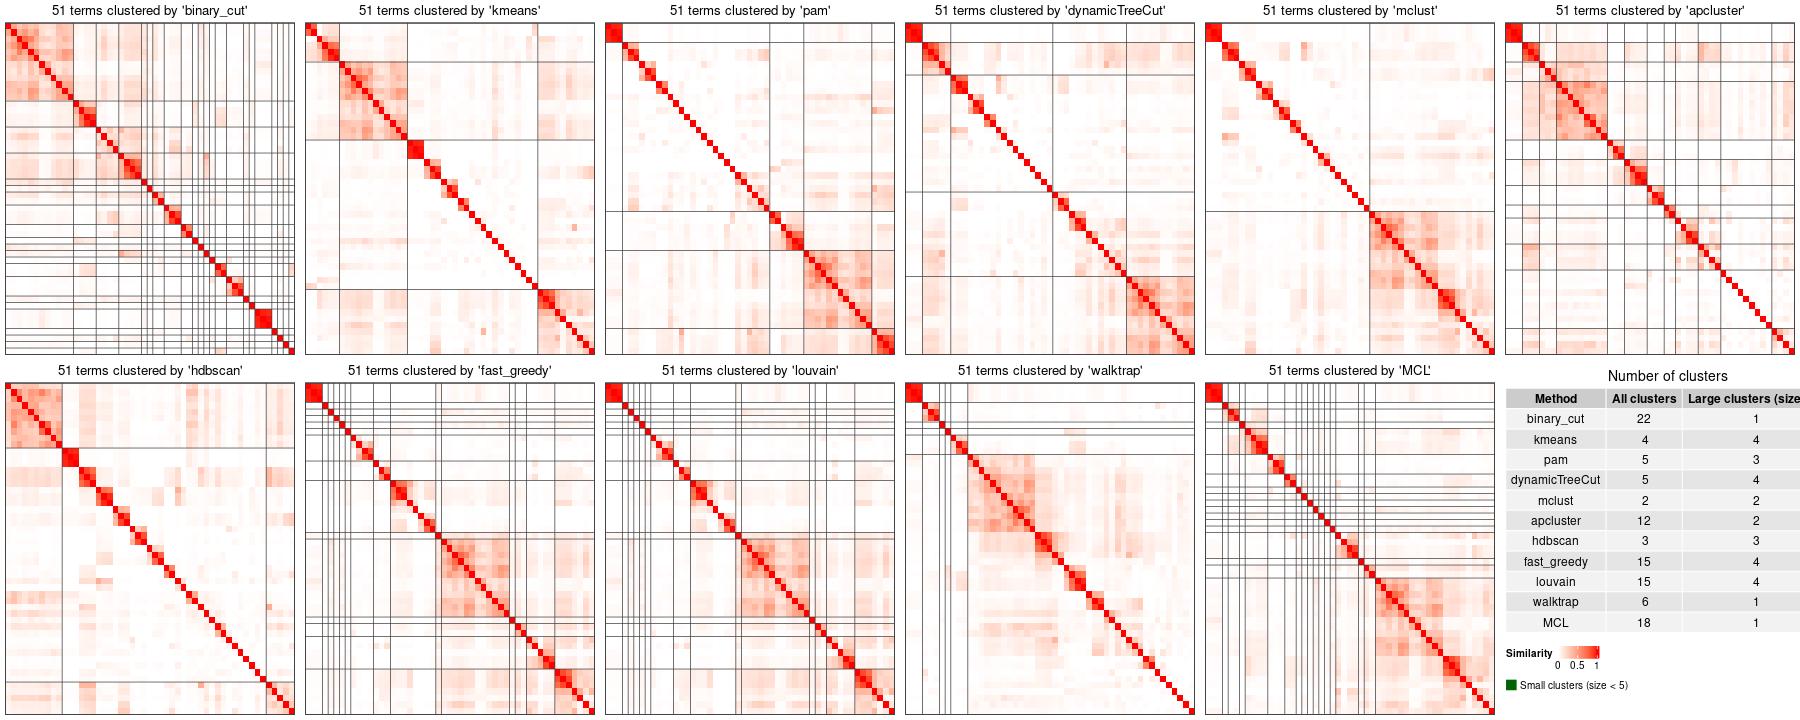 51 terms clustered by 'binary_cut'
51 terms clustered by 'kmeans'
51 terms clustered by 'pam'
51 terms clustered by 'dynamicTreeCut'
51 terms clustered by 'mclust'
51 terms clustered by 'apcluster'
51 terms clustered by 'hdbscan'
51 terms clustered by 'fast_greedy'
51 terms clustered by 'louvain'
51 terms clustered by 'walktrap'
51 terms clustered by 'MCL'
Number of clusters
Method All clusters Large clusters (size
binary_cut 22 1
kmeans 4 4
pam 5 3
dynamicTreeCut 5 4
mclust 2 2
apcluster 12 2
hdbscan 3 3
fast_greedy 15 4
louvain 15 4
walktrap 6 1
MCL 18 1
Similarity
0 0.5 1
Small clusters (size < 5)